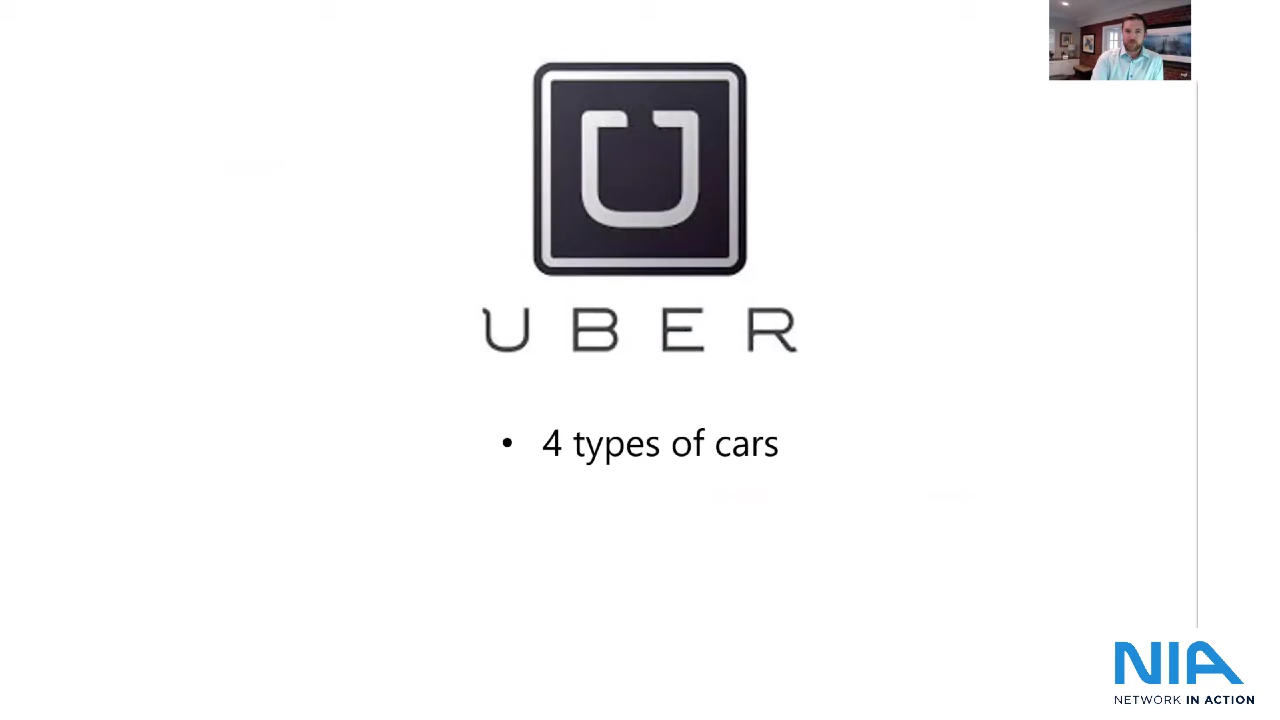 U
UBER
• 4 types of cars
NIA
NETWORK IN ACTION